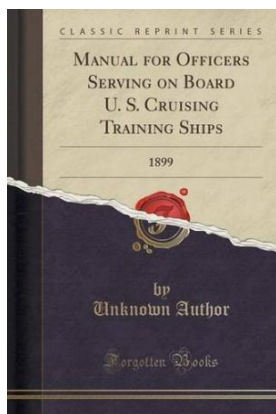 CLASSIC REPRINT SERIES
MANUAL FOR OFFICERS
SERVING ON BOARD
U. S. CRUISING
TRAINING SHIPS
1899
by
Unknown Author
Forgotten Books